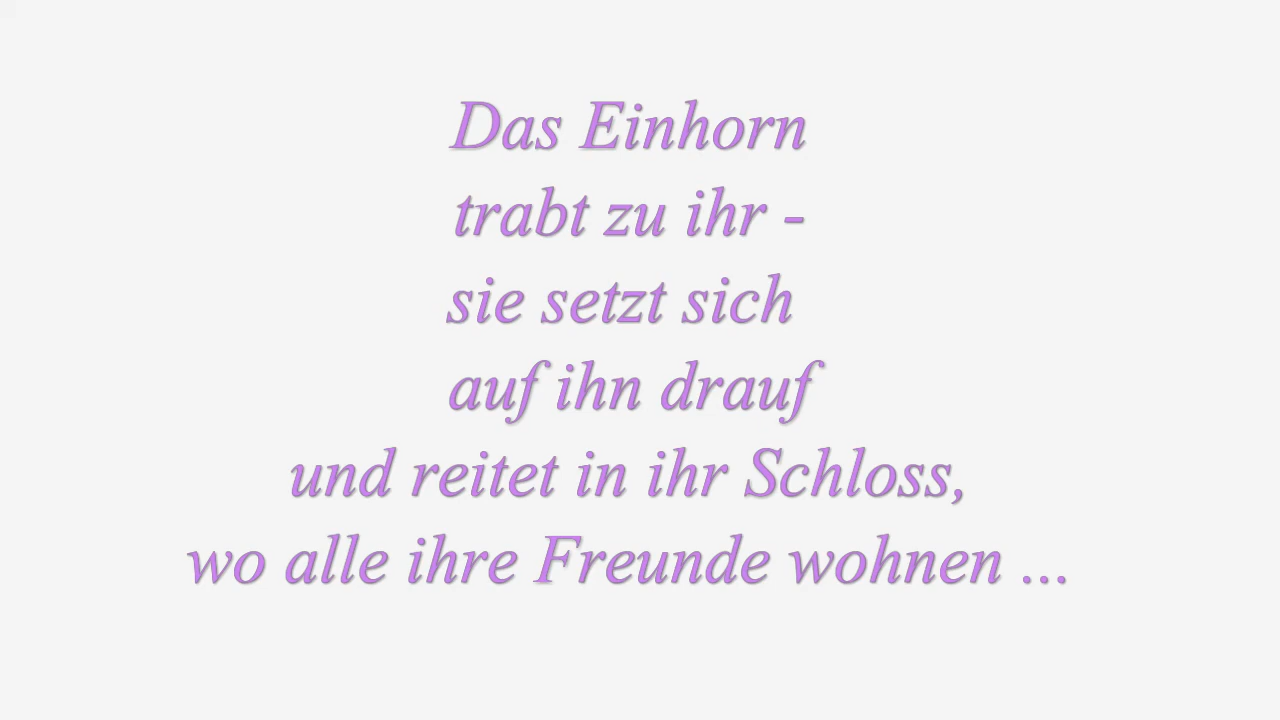 Das Einhorn
trabt zu ihr -
sie setzt sich
auf ihn drauf
und reitet in ihr Schloss,
wo alle ihre Freunde wohnen ...